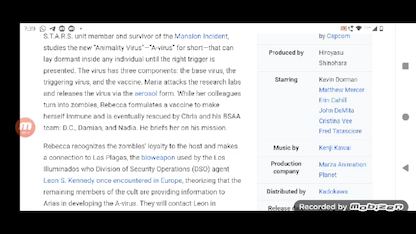 7:29
S.T.A.R.S. unit member and survivor of the Mansion Incident,
studies the new "Animality Virus"—"A-virus" for short—that can
lay dormant inside any individual until the right trigger is
presented. The virus has three components: the base virus, the
triggering virus, and the vaccine. Maria attacks the research labs
and releases the virus via the aerosol form. While her colleagues
turn into zombies, Rebecca formulates a vaccine to make
herself immune and is eventually rescued by Chris and his BSAA
team: D.C., Damian, and Nadia. He briefs her on his mission.
Rebecca recognizes the zombies' loyalty to the host and makes
a connection to Las Plagas, the bioweapon used by the Los
Illuminados who Division of Security Operations (DSO) agent
Leon S. Kennedy once encountered in Europe, theorizing that the
remaining members of the cult are providing information to
Arias in developing the A-virus. They will contact Leon in
by Capcom
Produced by Hiroyasu
Shinohara
Starring Kevin Dorman
Matthew Mercer
Erin Cahill
John DeMita
Cristina Vee
Fred Tatasciore
Music by Kenji Kawai
Production Marza Animation
company Planet
Distributed by Kadokawa
Release
Recorded by MOBIZEN